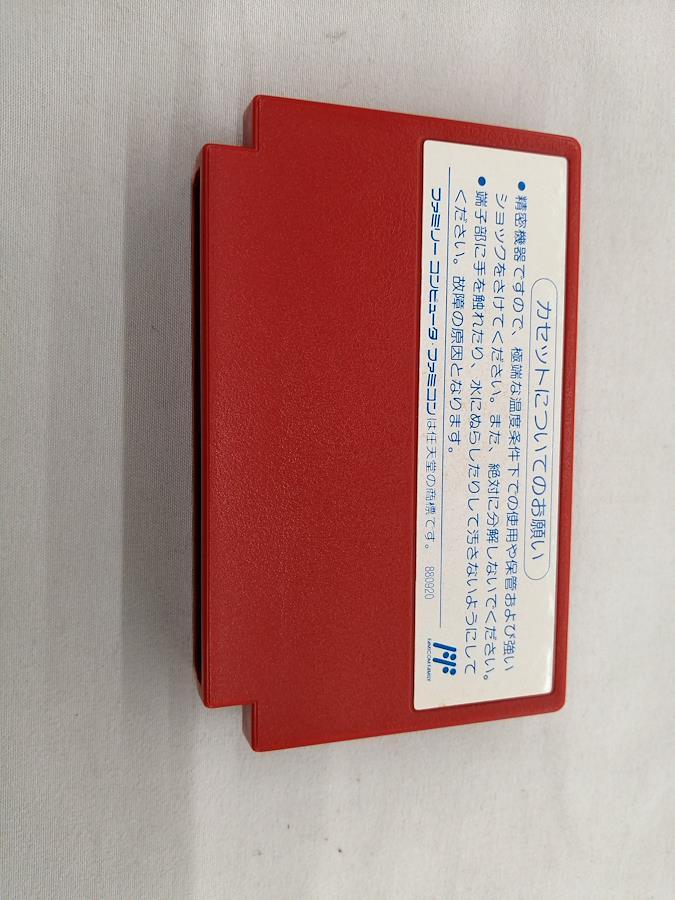 カセットについてのお願い
●精密機器ですので、極端な温度条件下での使用や保管および強い
ショックをさけてください。また、絶対に分解しないでください。
●端子部に手を触れたり、水にぬらしたりして汚さないようにして
ください。故障の原因となります。
ファミリーコンピュータ・ファミコンは任天堂の商標です。 880920
FAMICOM FAMILY